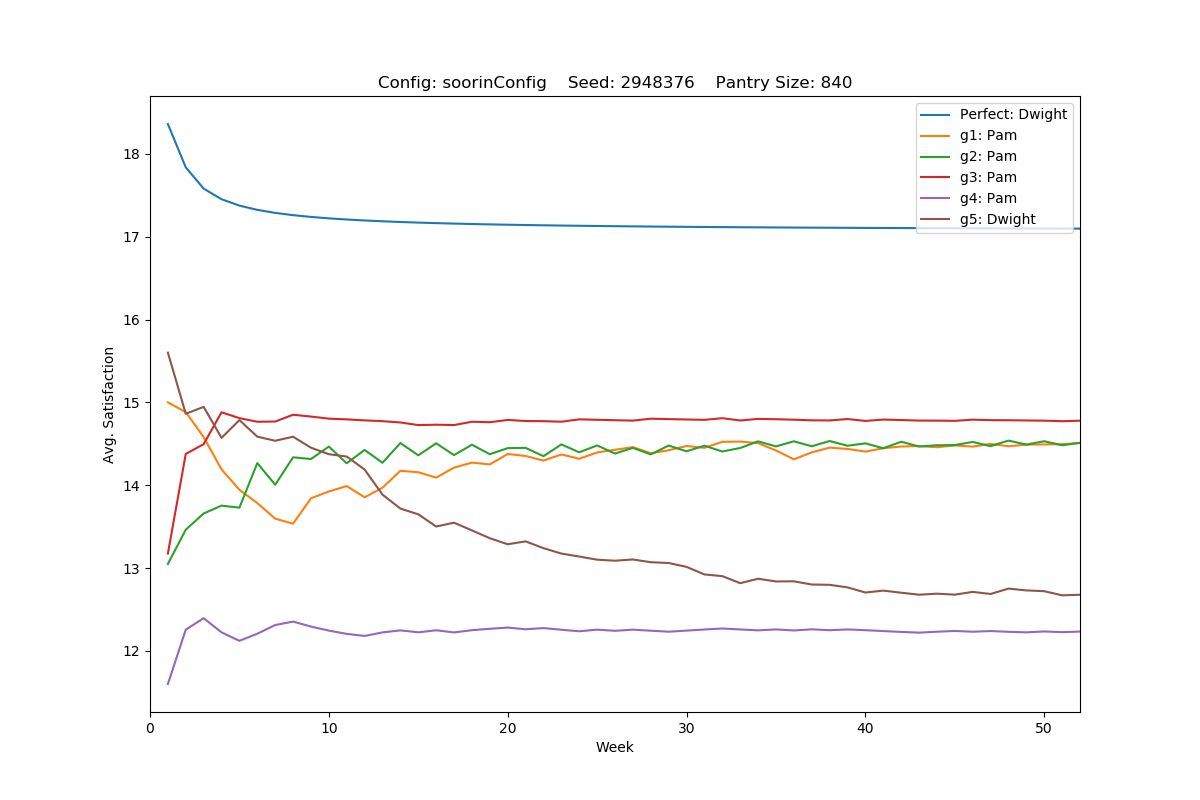 Config: soorinConfig    Seed: 2948376    Pantry Size: 840
Perfect: Dwight
g1: Pam
g2: Pam
g3: Pam
g4: Pam
g5: Dwight
18
17
16
15
14
13
12
Avg. Satisfaction
0 10 20 30 40 50
Week